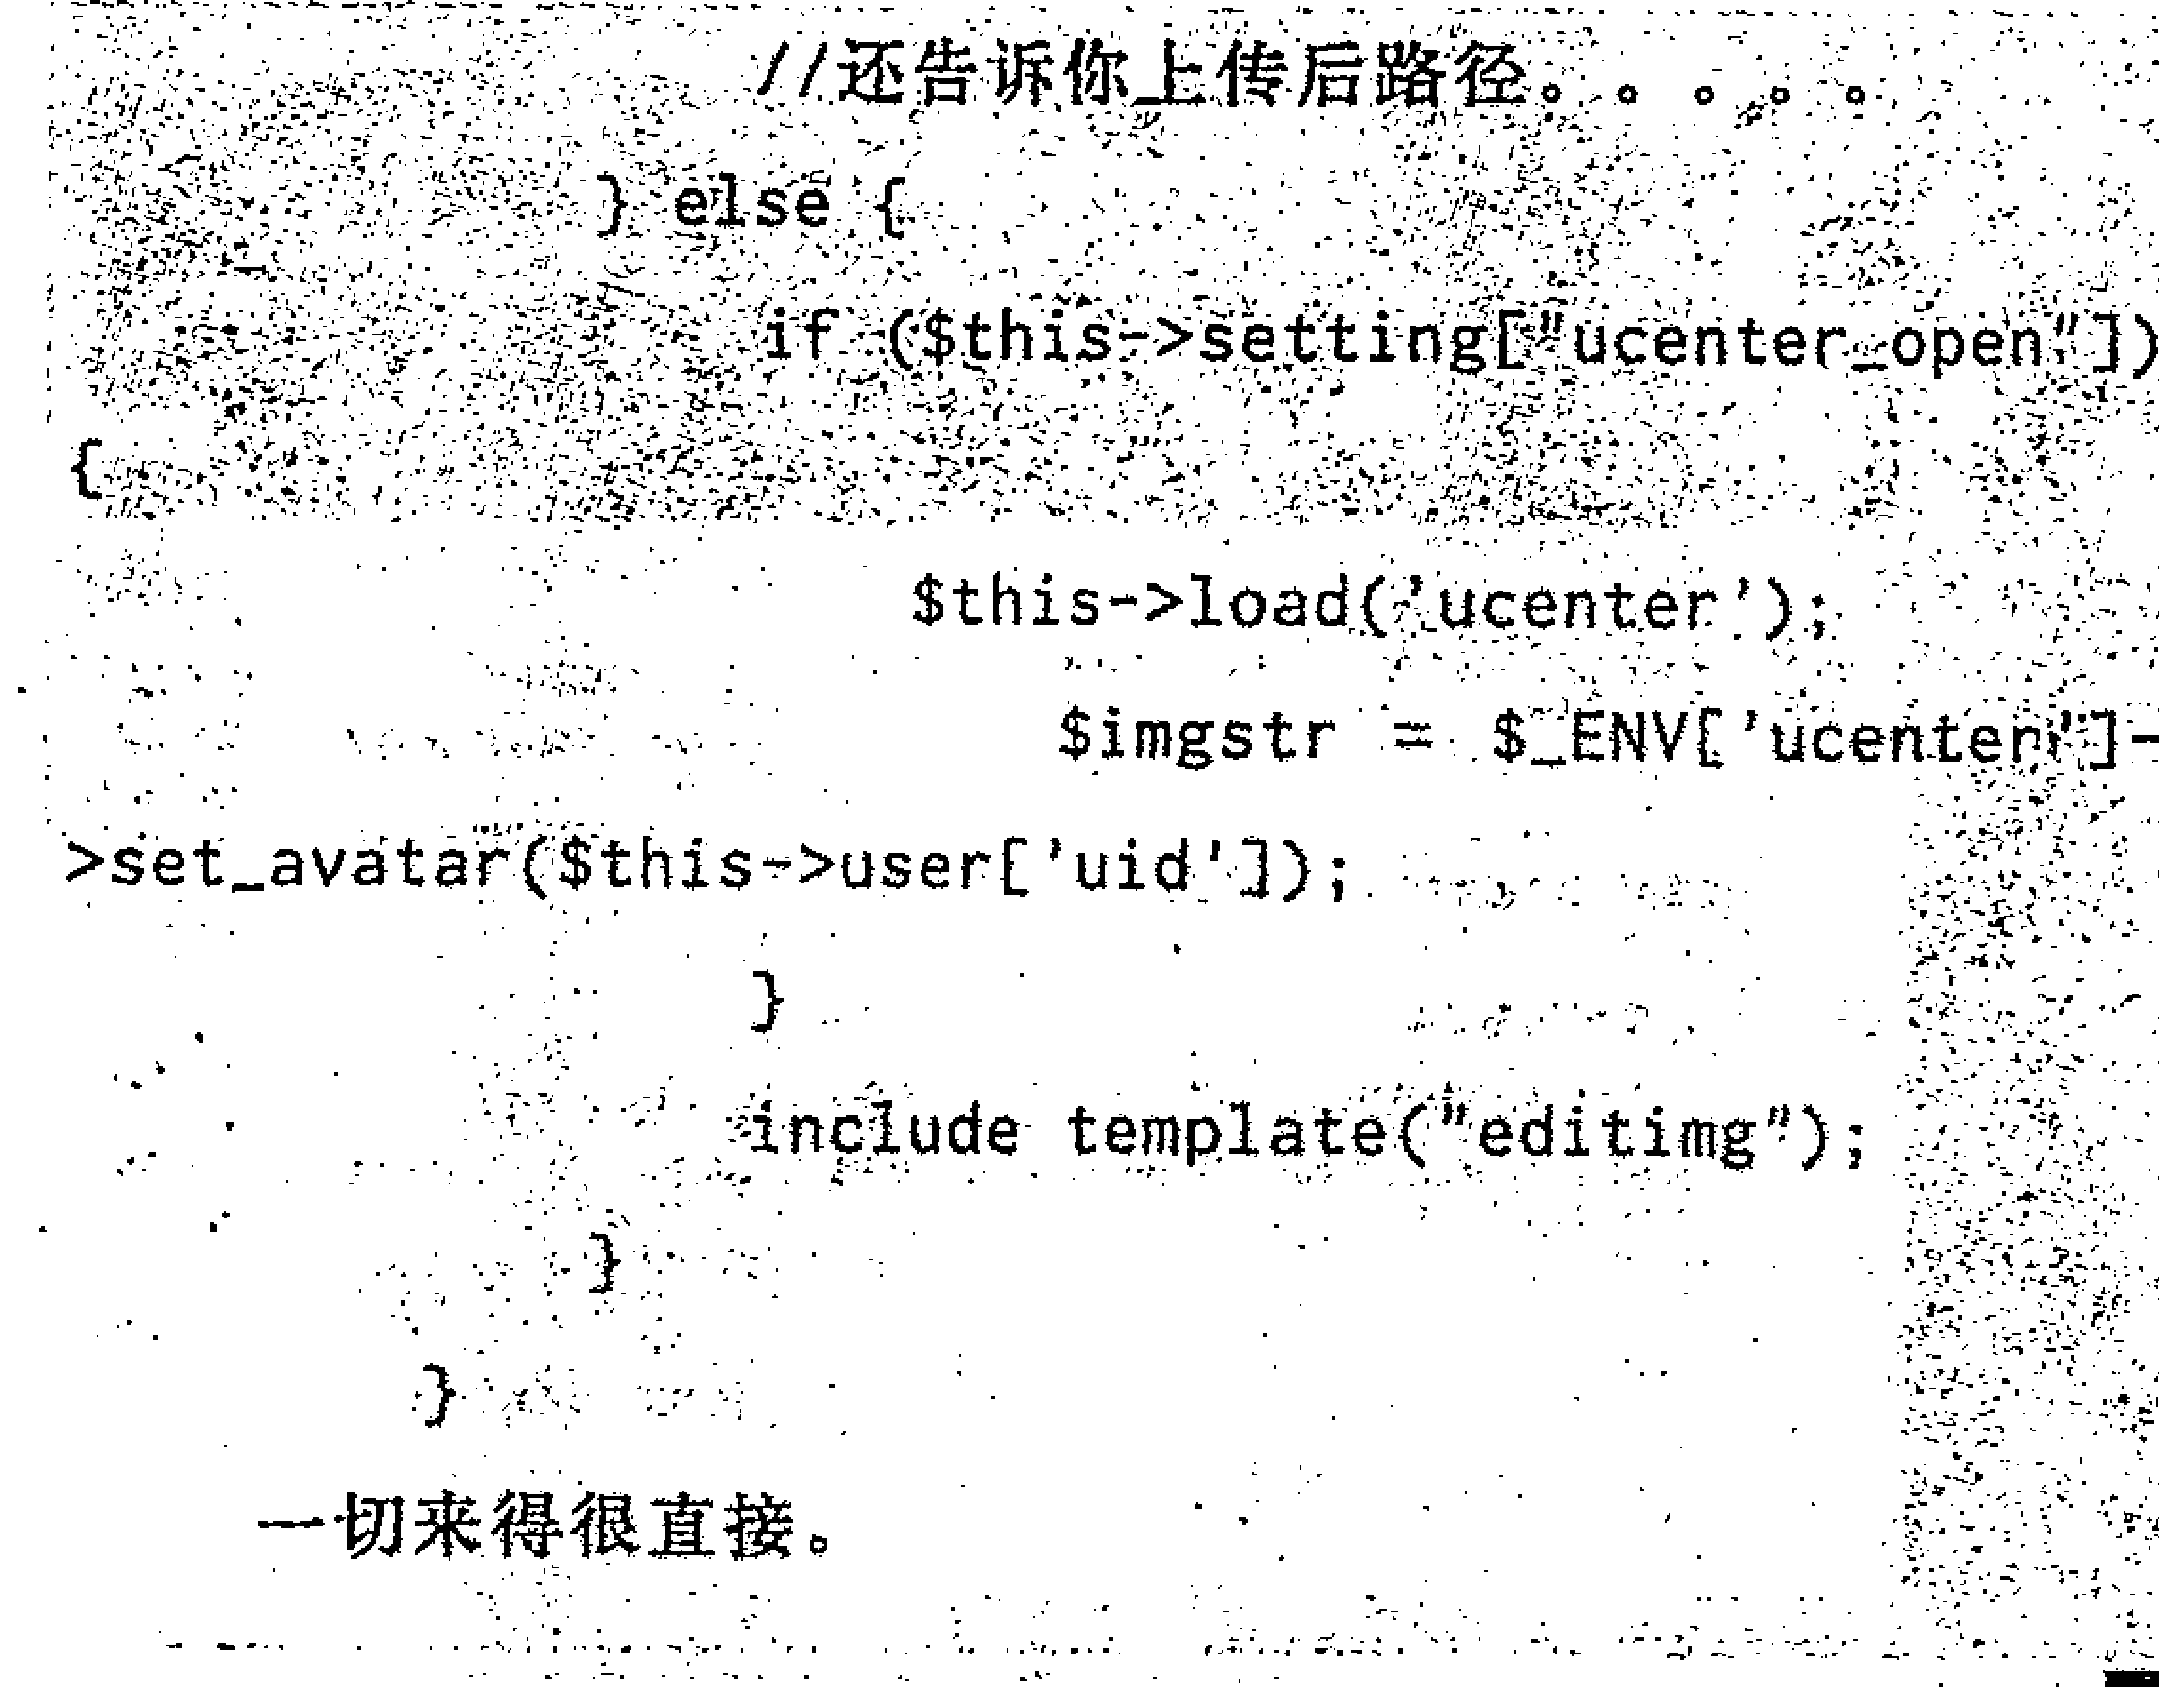 //还告诉你上传后路径。。。。。
} else {
if ($this->setting["ucenter_open"])
{
$this->load('ucenter');
$imgstr = $_ENV['ucenter']-
>set_avatar($this->user['uid']);
}
include template("editimg");
}
}
一切来得很直接。